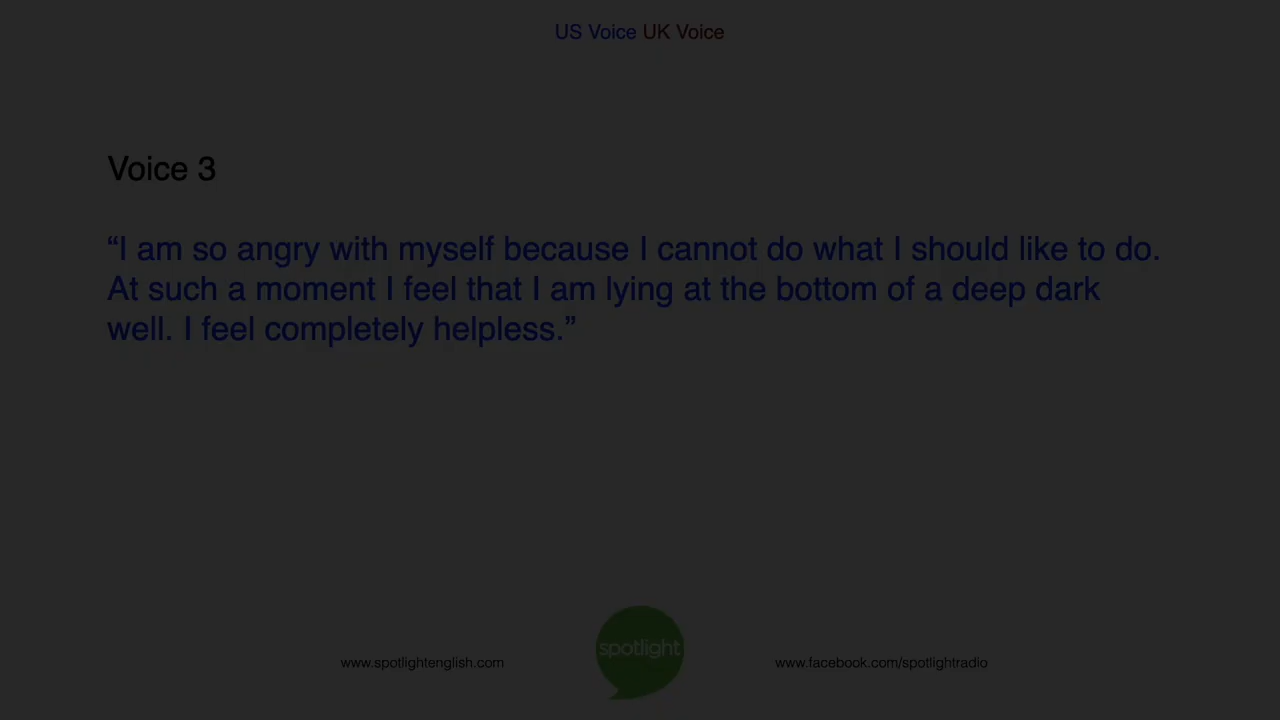 US Voice UK Voice
Voice 3
“I am so angry with myself because I cannot do what I should like to do.
At such a moment I feel that I am lying at the bottom of a deep dark
well. I feel completely helpless.”
spotlight
www.spotlightenglish.com
www.facebook.com/spotlightradio